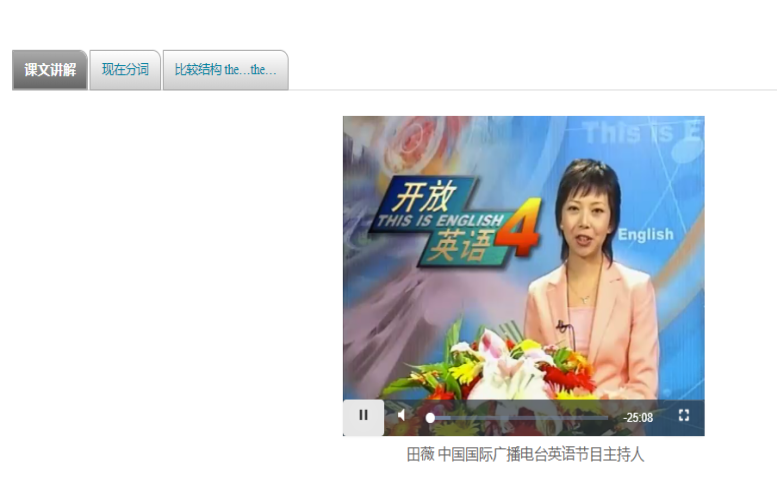 课文讲解
现在分词
比较结构 the…the…
This is E
开放
THIS IS ENGLISH 4
英语
English
-25:08
田薇 中国国际广播电台英语节目主持人